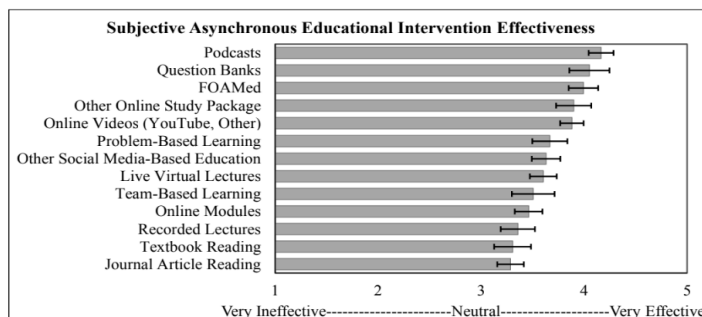 Subjective Asynchronous Educational Intervention Effectiveness
Podcasts
Question Banks
FOAMed
Other Online Study Package
Online Videos (YouTube, Other)
Problem-Based Learning
Other Social Media-Based Education
Live Virtual Lectures
Team-Based Learning
Online Modules
Recorded Lectures
Textbook Reading
Journal Article Reading
1 2 3 4 5
Very Ineffective----------------------Neutral-------------------Very Effective